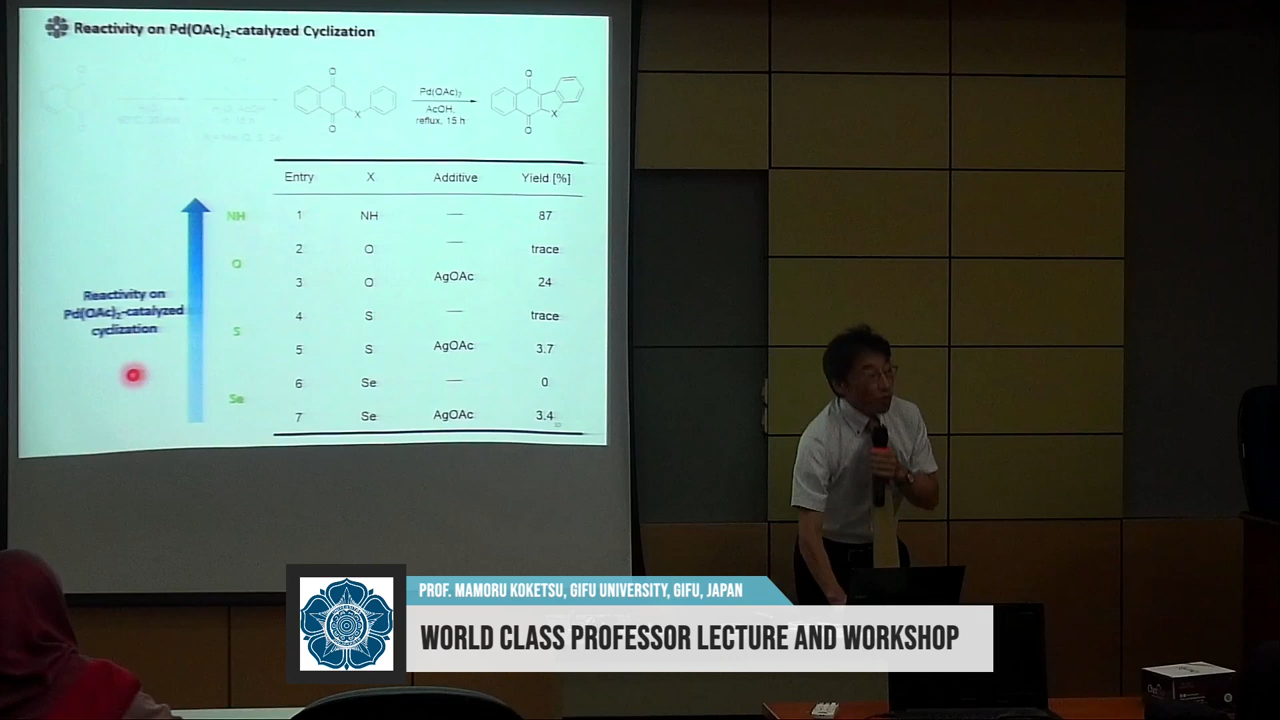 Reactivity on Pd(OAc)₂-catalyzed Cyclization
O
O
X
Pd(OAc)₂
AcOH,
reflux, 15 h
O
O
X
Entry X Additive Yield [%]
1 NH — 87
2 O — trace
3 O AgOAc 24
4 S — trace
5 S AgOAc 3.7
6 Se — 0
7 Se AgOAc 3.4
NH
O
S
Se
Reactivity on
Pd(OAc)₂-catalyzed
cyclization
PROF. MAMORU KOKETSU, GIFU UNIVERSITY, GIFU, JAPAN
WORLD CLASS PROFESSOR LECTURE AND WORKSHOP